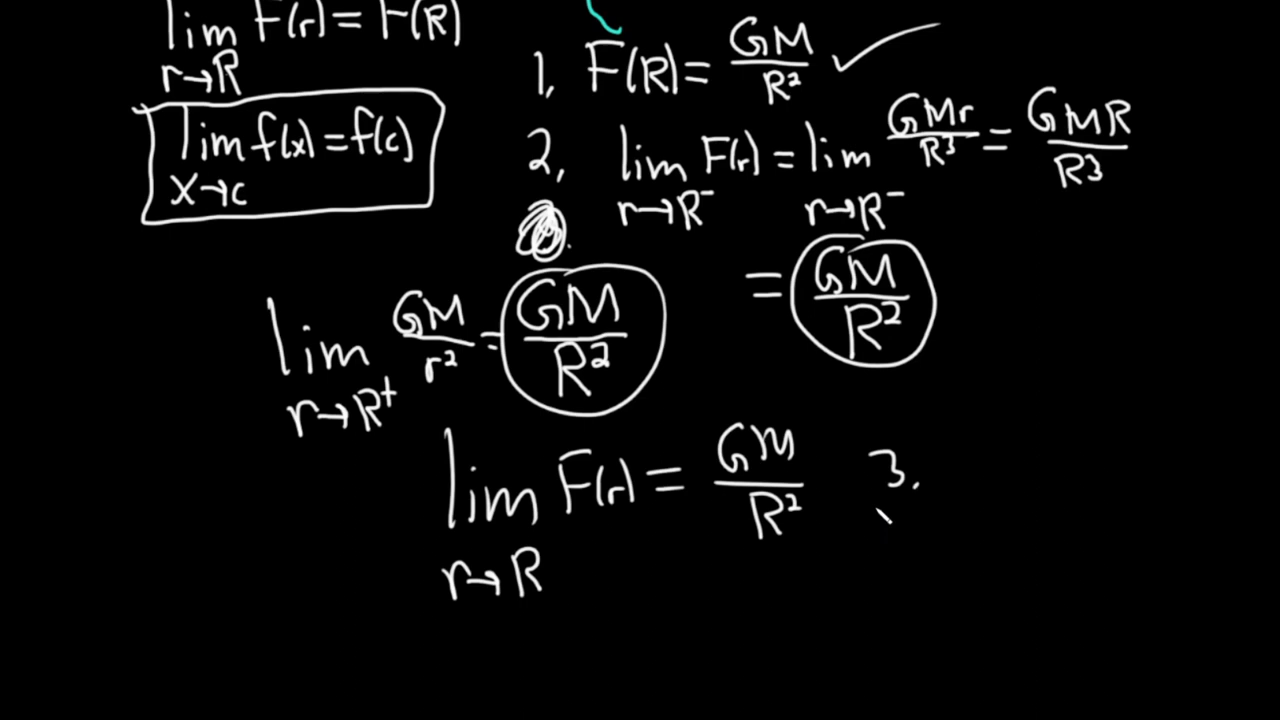 lim F(r) = F(R)
r→R
lim f(x) = f(c)
x→c
1. F(R) = GM/R²
2. lim F(r) = lim GMr/R³ = GMR/R³
r→R⁻ r→R⁻
= GM/R²
lim GM/r² = GM/R²
r→R⁺
lim F(r) = GM/R² 3.
r→R